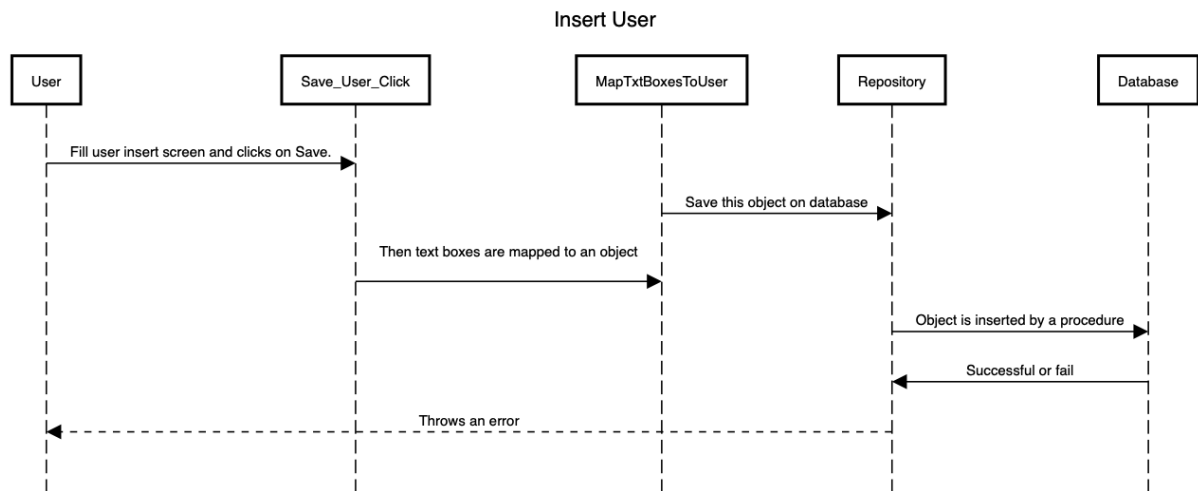 Insert User
User
Save_User_Click
MapTxtBoxesToUser
Repository
Database
Fill user insert screen and clicks on Save.
Save this object on database
Then text boxes are mapped to an object
Object is inserted by a procedure
Successful or fail
Throws an error